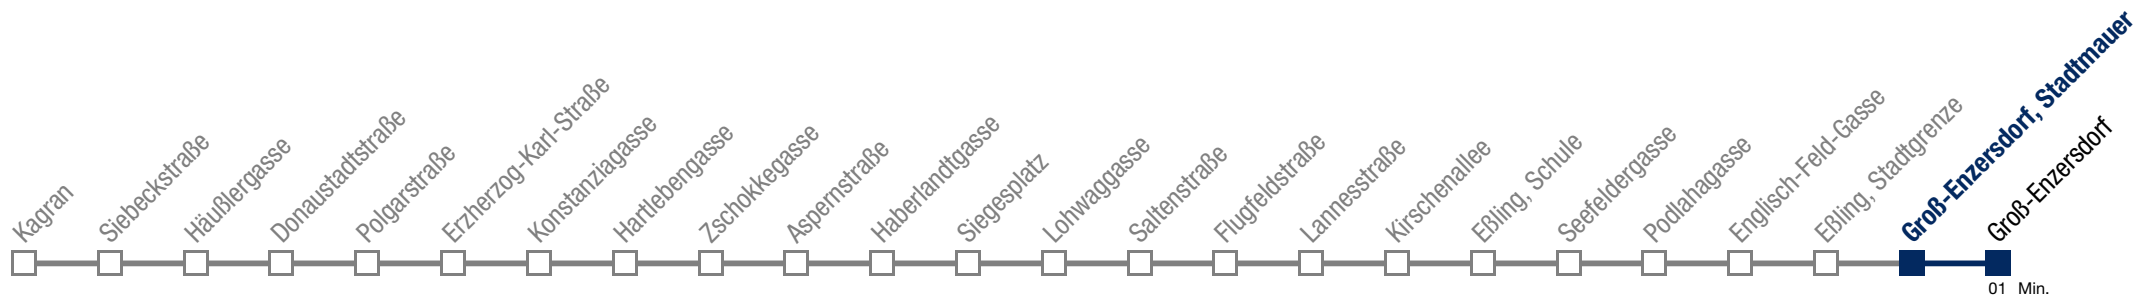 Kagran
Siebeckstraße
Häußlergasse
Donaustadtstraße
Polgarstraße
Erzherzog-Karl-Straße
Konstanziagasse
Hartlebengasse
Zschokkegasse
Aspernstraße
Haberlandtgasse
Siegesplatz
Lohwaggasse
Saltenstraße
Flugfeldstraße
Lannesstraße
Kirschenallee
Eßling, Schule
Seefeldergasse
Podlahagasse
Englisch-Feld-Gasse
Eßling, Stadtgrenze
Groß-Enzersdorf, Stadtmauer
Groß-Enzersdorf
01 Min.